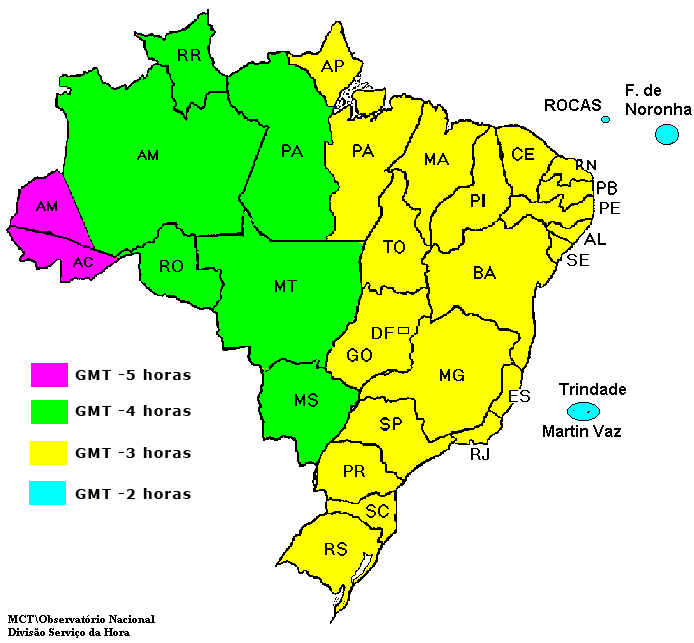 RR
AP
ROCAS
F. de
Noronha
AM
PA
PA
MA
CE
RN
PI
PB
PE
AM
AL
AC
RO
TO
SE
BA
MT
DF
GO
MG
GMT -5 horas
GMT -4 horas
GMT -3 horas
GMT -2 horas
MS
ES
Trindade
Martin Vaz
SP
RJ
PR
SC
RS
MCT\Observatório Nacional
Divisão Serviço da Hora